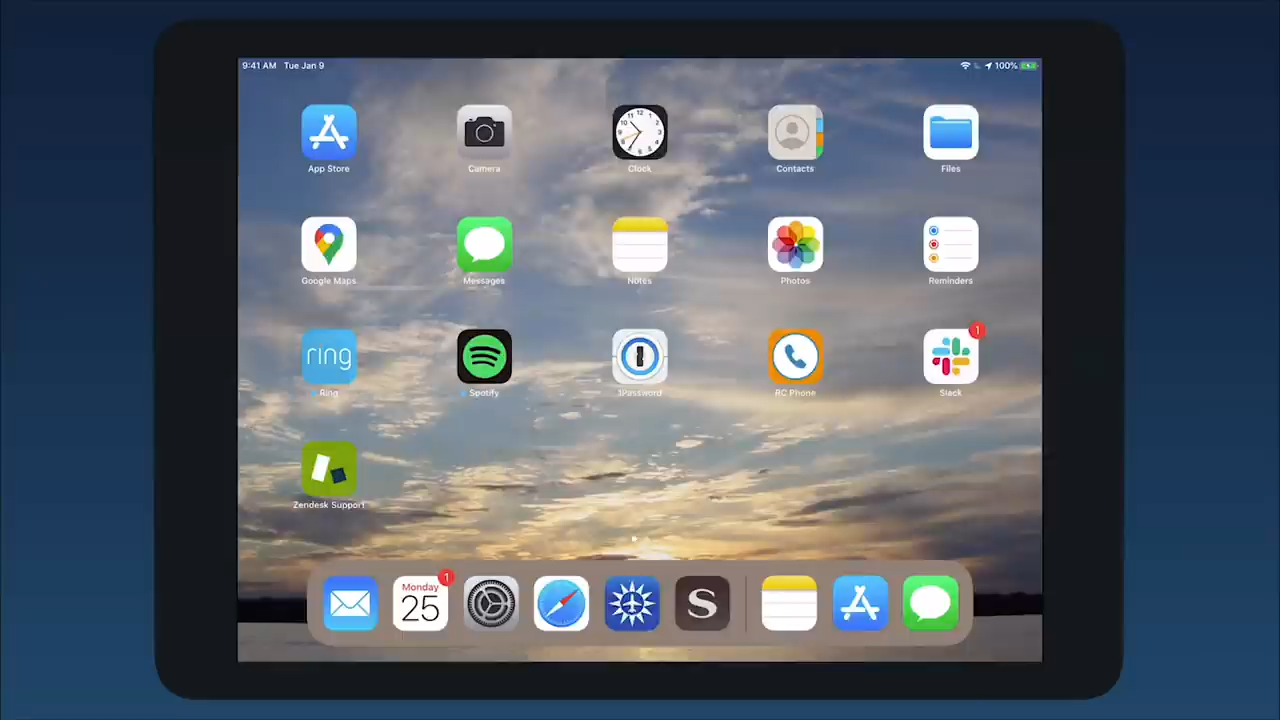 9:41 AM Tue Jan 9
100%
App Store
Camera
Clock
Contacts
Files
Google Maps
Messages
Notes
Photos
Reminders
ring
Ring
Spotify
1Password
RC Phone
1
Slack
Zendesk Support
Monday
25
1
S